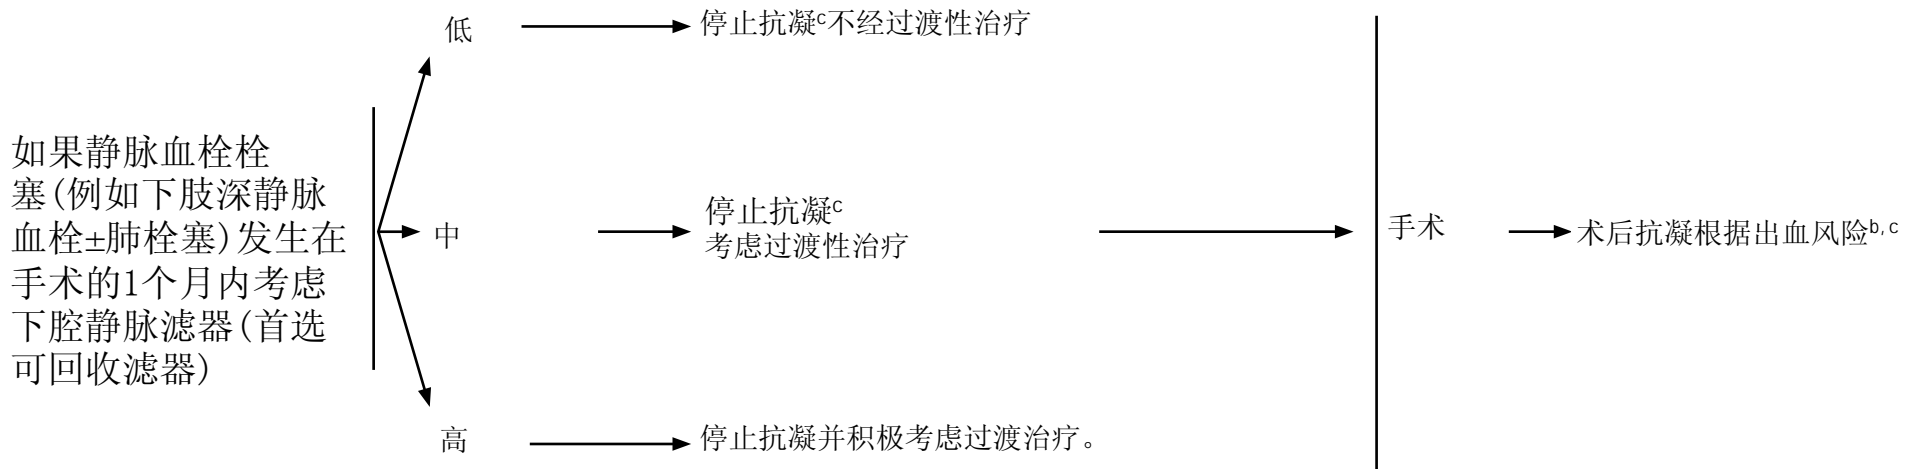 如果静脉血栓栓
塞(例如下肢深静脉
血栓±肺栓塞)发生在
手术的1个月内考虑
下腔静脉滤器(首选
可回收滤器)
低
停止抗凝c不经过渡性治疗
中
停止抗凝c
考虑过渡性治疗
高
停止抗凝并积极考虑过渡治疗。
手术
术后抗凝根据出血风险b,c